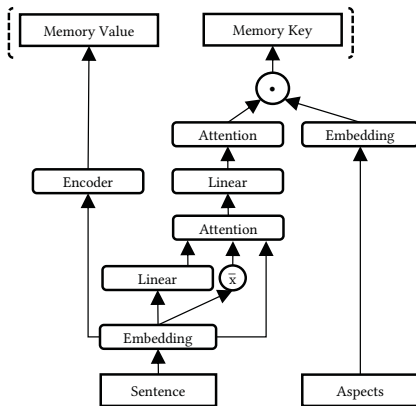 Memory Value
Memory Key
•
Attention
Embedding
Encoder
Linear
Attention
Linear
x̄
Embedding
Sentence
Aspects